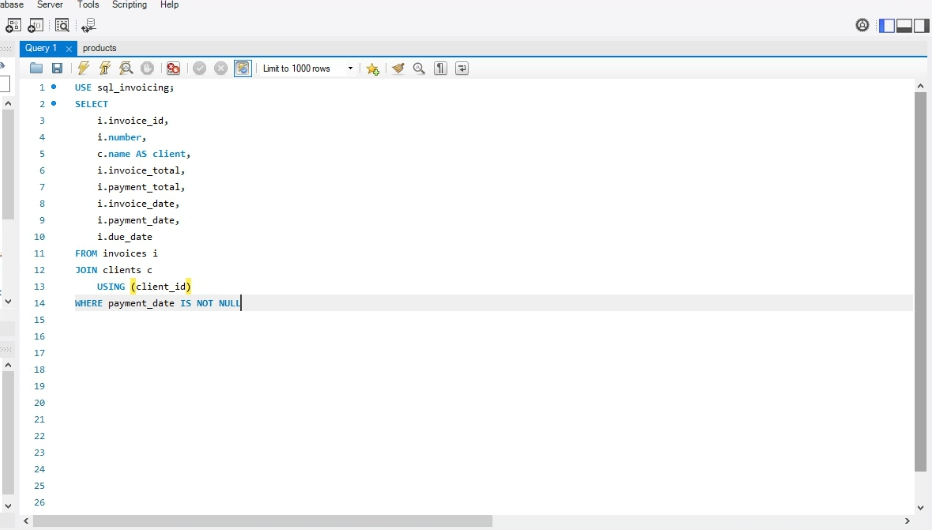 abase Server Tools Scripting Help
Query 1 × products
Limit to 1000 rows
1 USE sql_invoicing;
2 SELECT
3 i.invoice_id,
4 i.number,
5 c.name AS client,
6 i.invoice_total,
7 i.payment_total,
8 i.invoice_date,
9 i.payment_date,
10 i.due_date
11 FROM invoices i
12 JOIN clients c
13 USING (client_id)
14 WHERE payment_date IS NOT NULL
15
16
17
18
19
20
21
22
23
24
25
26